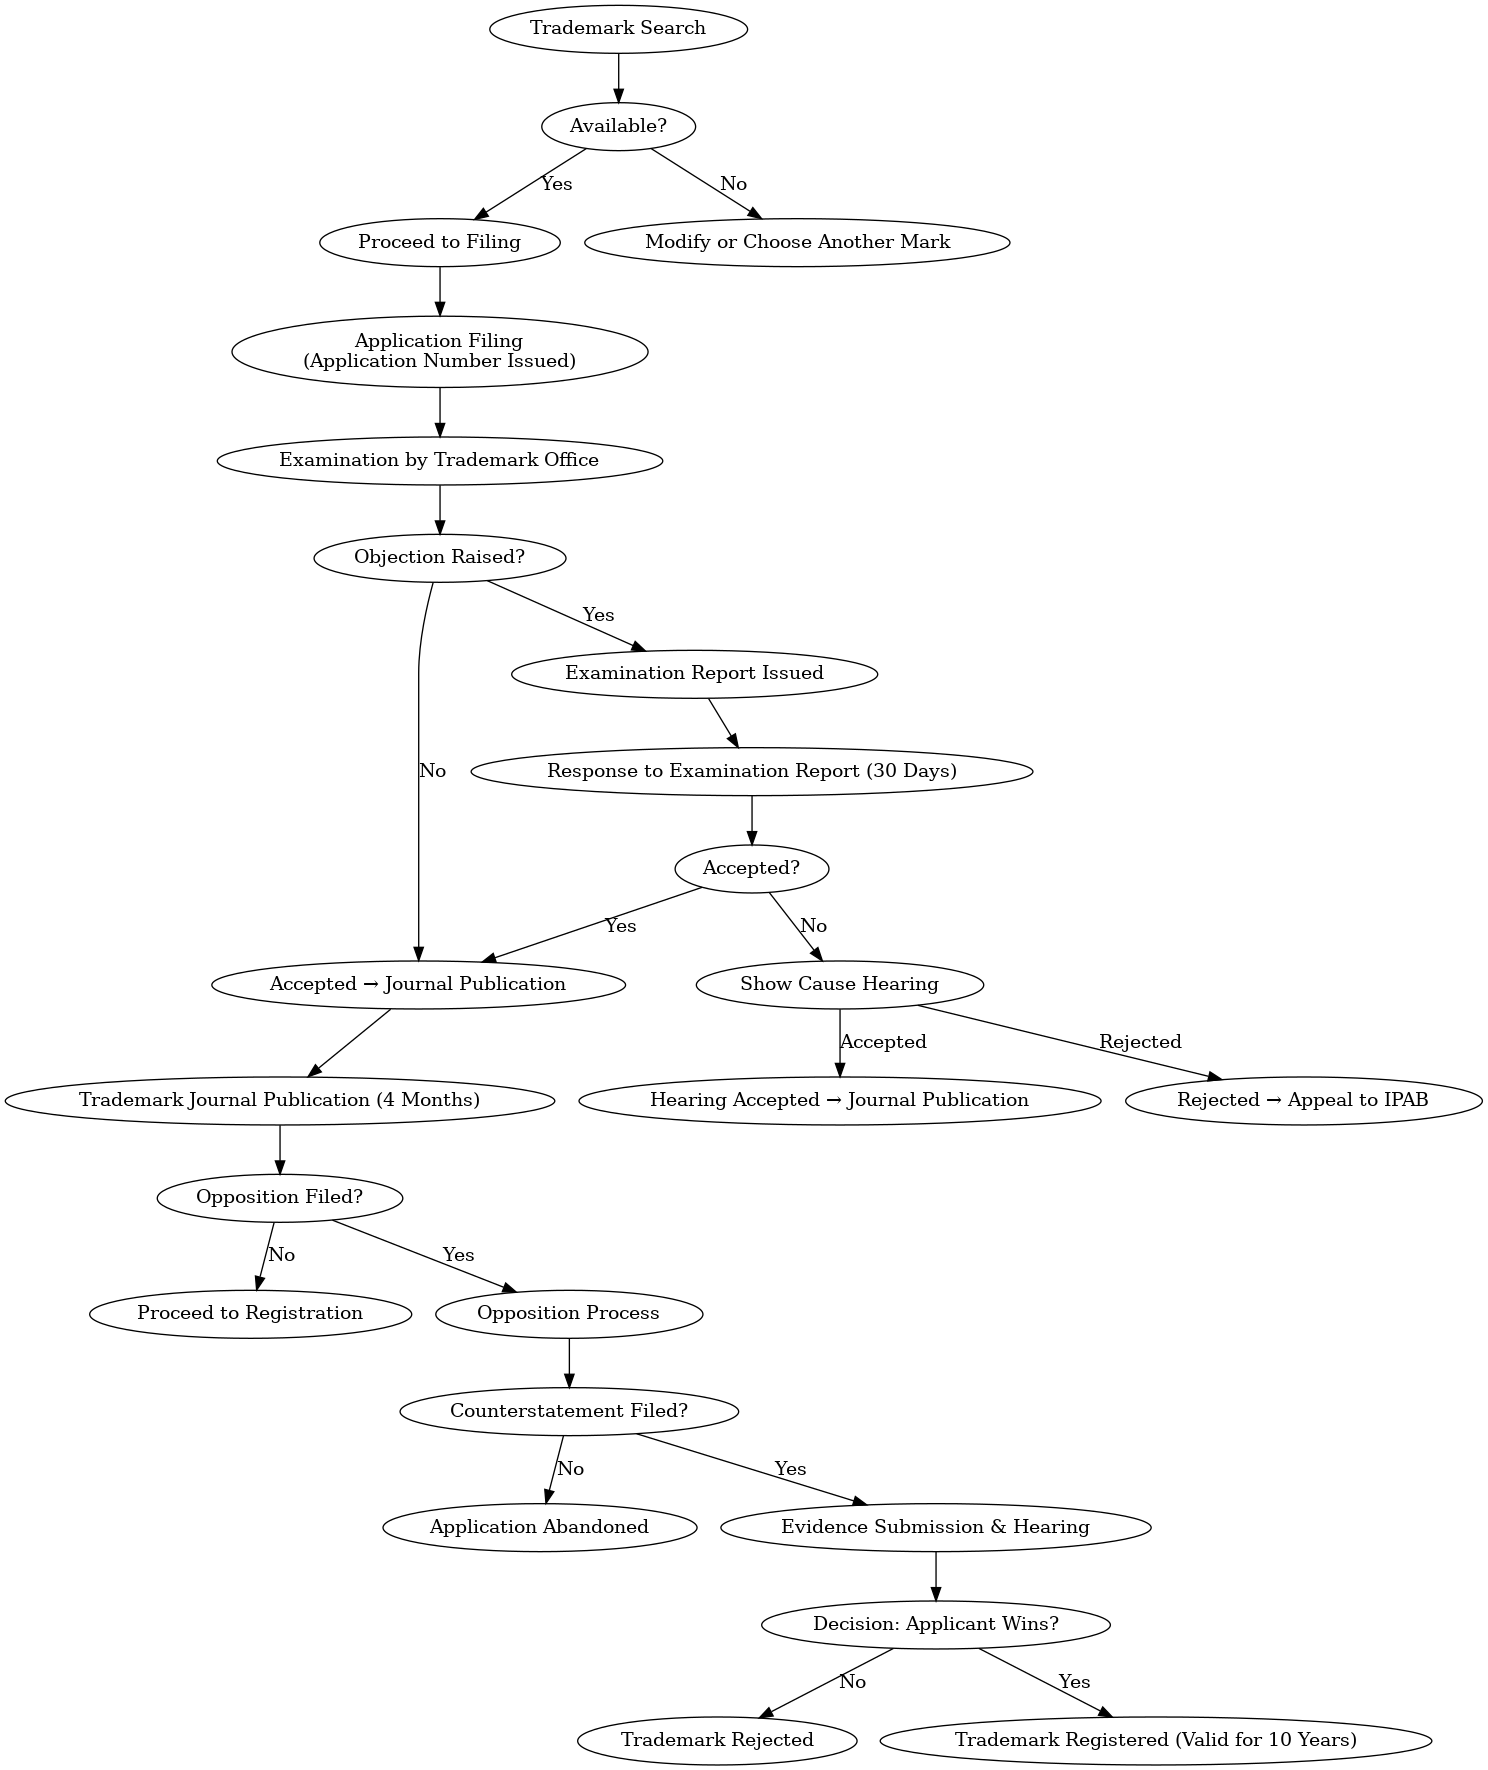 Trademark Search
Available?
Yes
No
Proceed to Filing
Modify or Choose Another Mark
Application Filing
(Application Number Issued)
Examination by Trademark Office
Objection Raised?
Yes
Examination Report Issued
No
Response to Examination Report (30 Days)
Accepted?
Yes
No
Accepted → Journal Publication
Show Cause Hearing
Accepted
Rejected
Trademark Journal Publication (4 Months)
Hearing Accepted → Journal Publication
Rejected → Appeal to IPAB
Opposition Filed?
No
Yes
Proceed to Registration
Opposition Process
Counterstatement Filed?
No
Yes
Application Abandoned
Evidence Submission & Hearing
Decision: Applicant Wins?
No
Yes
Trademark Rejected
Trademark Registered (Valid for 10 Years)